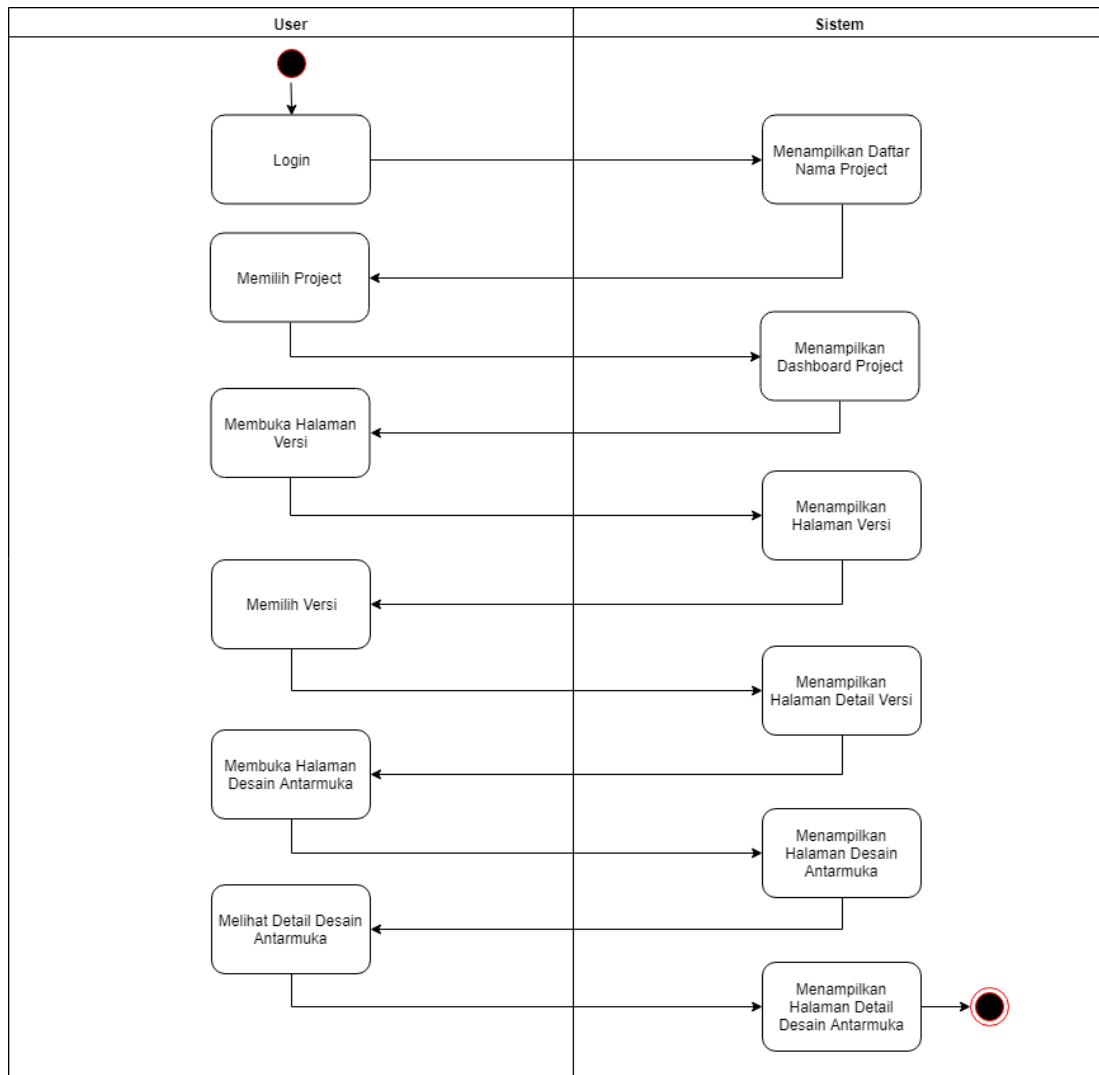 User
Sistem
Login
Menampilkan Daftar
Nama Project
Memilih Project
Menampilkan
Dashboard Project
Membuka Halaman
Versi
Menampilkan
Halaman Versi
Memilih Versi
Menampilkan
Halaman Detail Versi
Membuka Halaman
Desain Antarmuka
Menampilkan
Halaman Desain
Antarmuka
Melihat Detail Desain
Antarmuka
Menampilkan
Halaman Detail
Desain Antarmuka